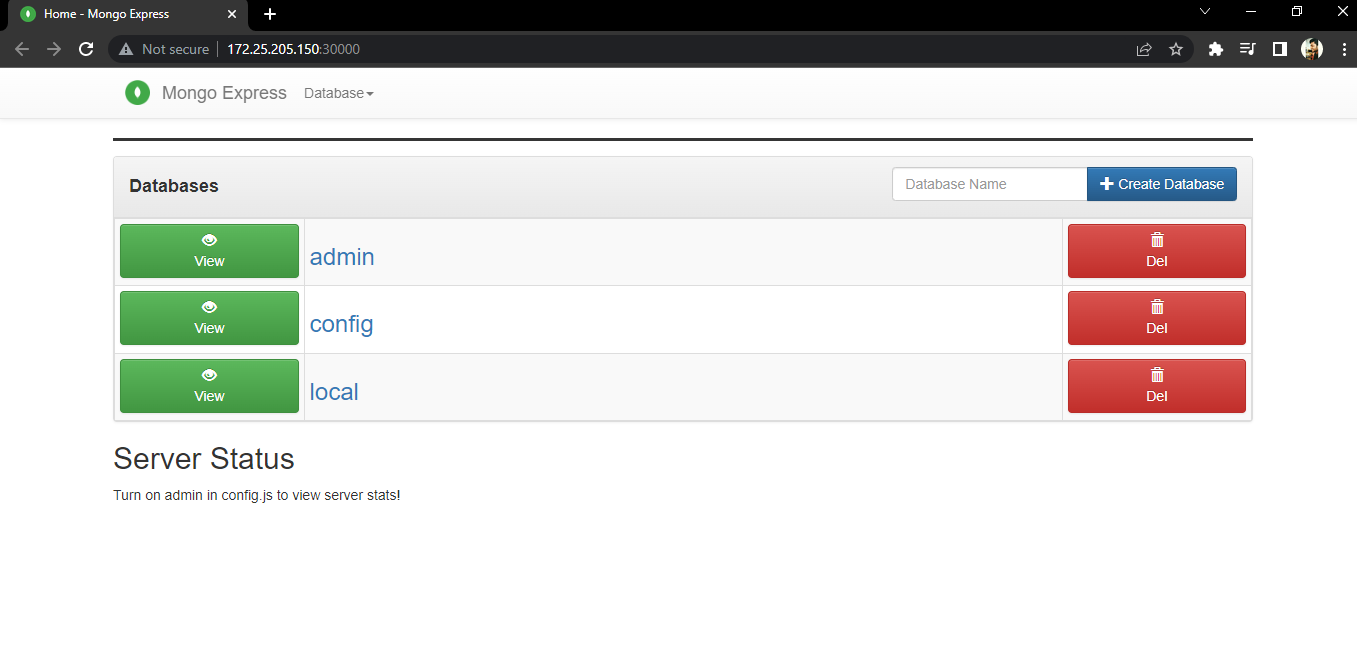 Home - Mongo Express
Not secure 172.25.205.150:30000
Mongo Express Database
Databases Database Name Create Database
View admin Del
View config Del
View local Del
Server Status
Turn on admin in config.js to view server stats!